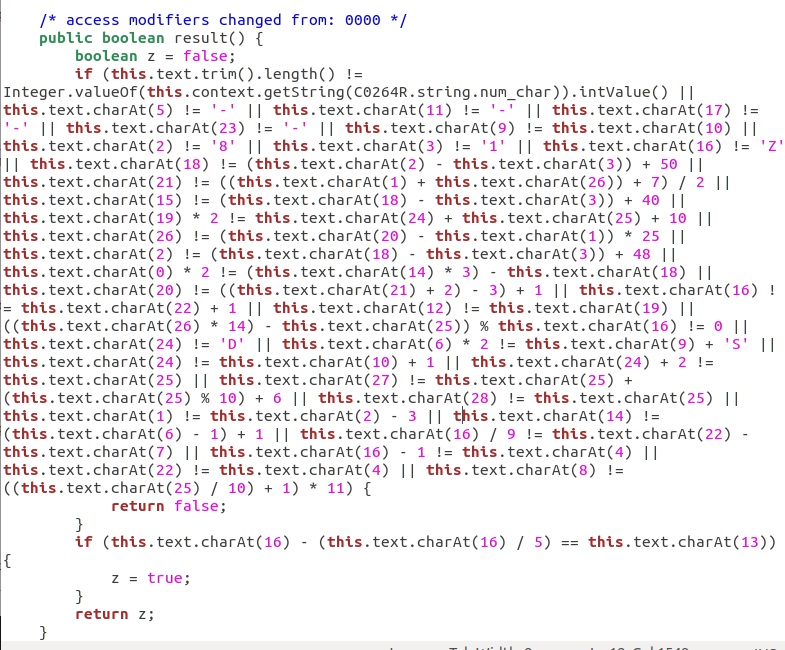 /* access modifiers changed from: 0000 */
public boolean result() {
boolean z = false;
if (this.text.trim().length() !=
Integer.valueOf(this.context.getString(C0264R.string.num_char)).intValue() ||
this.text.charAt(5) != '-' || this.text.charAt(11) != '-' || this.text.charAt(17) !=
'-' || this.text.charAt(23) != '-' || this.text.charAt(9) != this.text.charAt(10) ||
this.text.charAt(2) != '8' || this.text.charAt(3) != '1' || this.text.charAt(16) != 'Z'
|| this.text.charAt(18) != (this.text.charAt(2) - this.text.charAt(3)) + 50 ||
this.text.charAt(21) != ((this.text.charAt(1) + this.text.charAt(26)) + 7) / 2 ||
this.text.charAt(15) != (this.text.charAt(18) - this.text.charAt(3)) + 40 ||
this.text.charAt(19) * 2 != this.text.charAt(24) + this.text.charAt(25) + 10 ||
this.text.charAt(26) != (this.text.charAt(20) - this.text.charAt(1)) * 25 ||
this.text.charAt(2) != (this.text.charAt(18) - this.text.charAt(3)) + 48 ||
this.text.charAt(0) * 2 != (this.text.charAt(14) * 3) - this.text.charAt(18) ||
this.text.charAt(20) != ((this.text.charAt(21) + 2) - 3) + 1 || this.text.charAt(16) !
= this.text.charAt(22) + 1 || this.text.charAt(12) != this.text.charAt(19) ||
((this.text.charAt(26) * 14) - this.text.charAt(25)) % this.text.charAt(16) != 0 ||
this.text.charAt(24) != 'D' || this.text.charAt(6) * 2 != this.text.charAt(9) + 'S' ||
this.text.charAt(24) != this.text.charAt(10) + 1 || this.text.charAt(24) + 2 !=
this.text.charAt(25) || this.text.charAt(27) != this.text.charAt(25) +
(this.text.charAt(25) % 10) + 6 || this.text.charAt(28) != this.text.charAt(25) ||
this.text.charAt(1) != this.text.charAt(2) - 3 || this.text.charAt(14) !=
(this.text.charAt(6) - 1) + 1 || this.text.charAt(16) / 9 != this.text.charAt(22) -
this.text.charAt(7) || this.text.charAt(16) - 1 != this.text.charAt(4) ||
this.text.charAt(22) != this.text.charAt(4) || this.text.charAt(8) !=
((this.text.charAt(25) / 10) + 1) * 11) {
return false;
}
if (this.text.charAt(16) - (this.text.charAt(16) / 5) == this.text.charAt(13))
{
z = true;
}
return z;
}